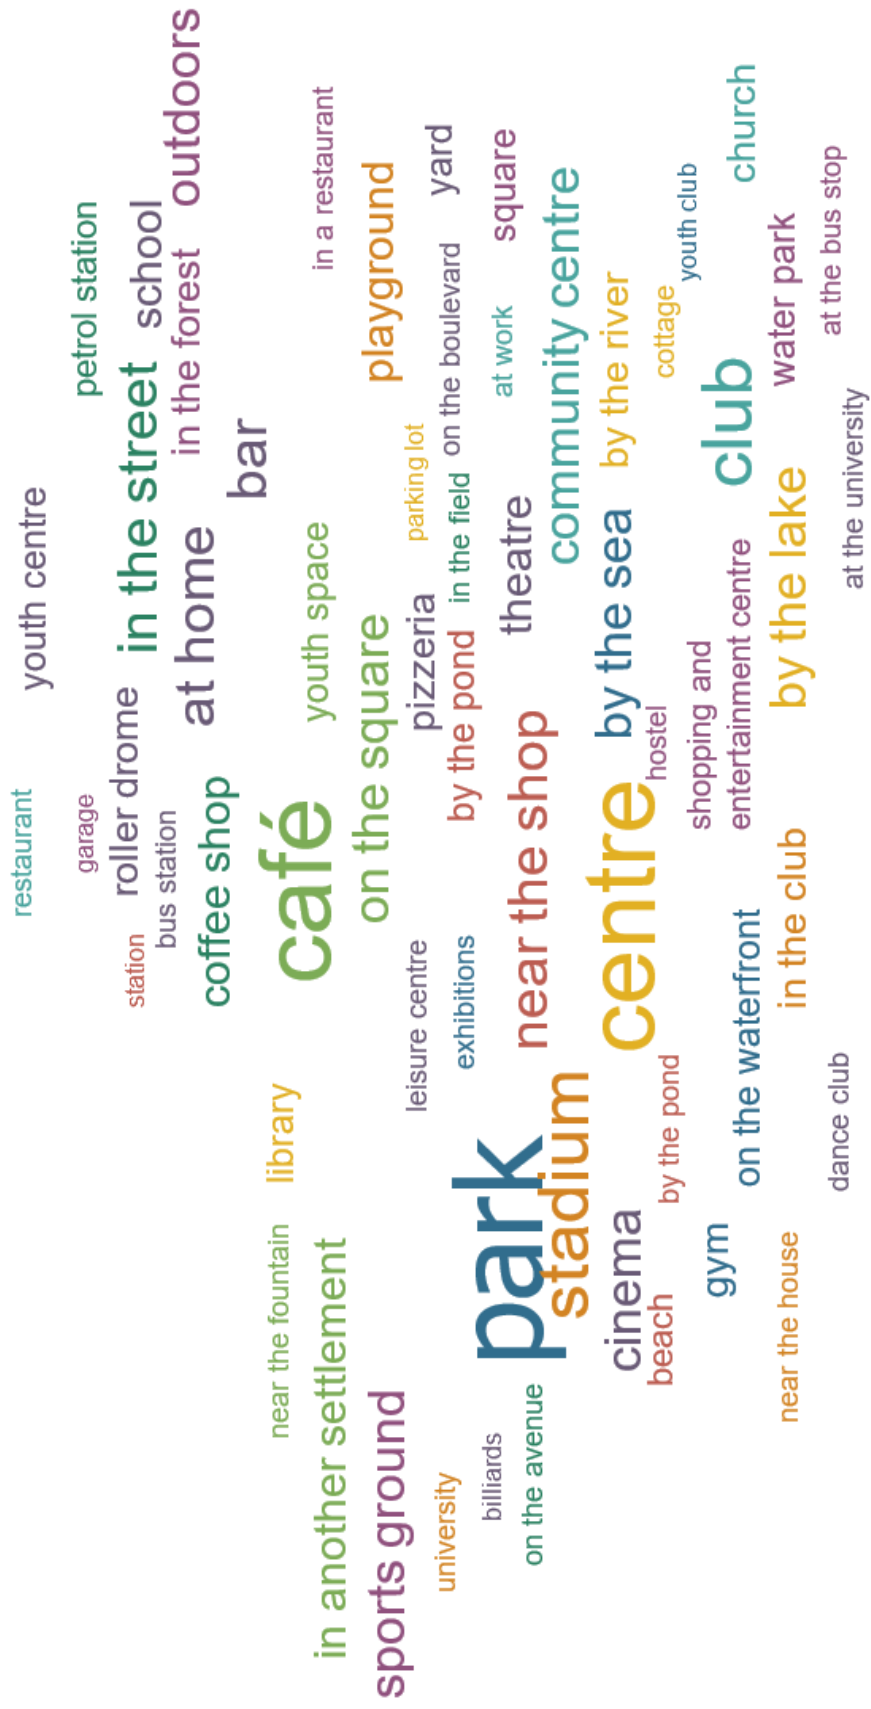 restaurant
youth centre
garage
petrol station
station
roller drome
in the street
school
bus station
at home
in the forest
outdoors
coffee shop
bar
near the fountain
library
café
youth space
in a restaurant
in another settlement
on the square
playground
sports ground
leisure centre
pizzeria
parking lot
yard
university
exhibitions
by the pond
in the field
on the boulevard
billiards
park
near the shop
theatre
at work
square
on the avenue
stadium
community centre
cinema
centre
by the sea
by the river
beach
by the pond
hostel
cottage
youth club
gym
shopping and
entertainment centre
club
church
on the waterfront
near the house
in the club
by the lake
water park
dance club
at the university
at the bus stop